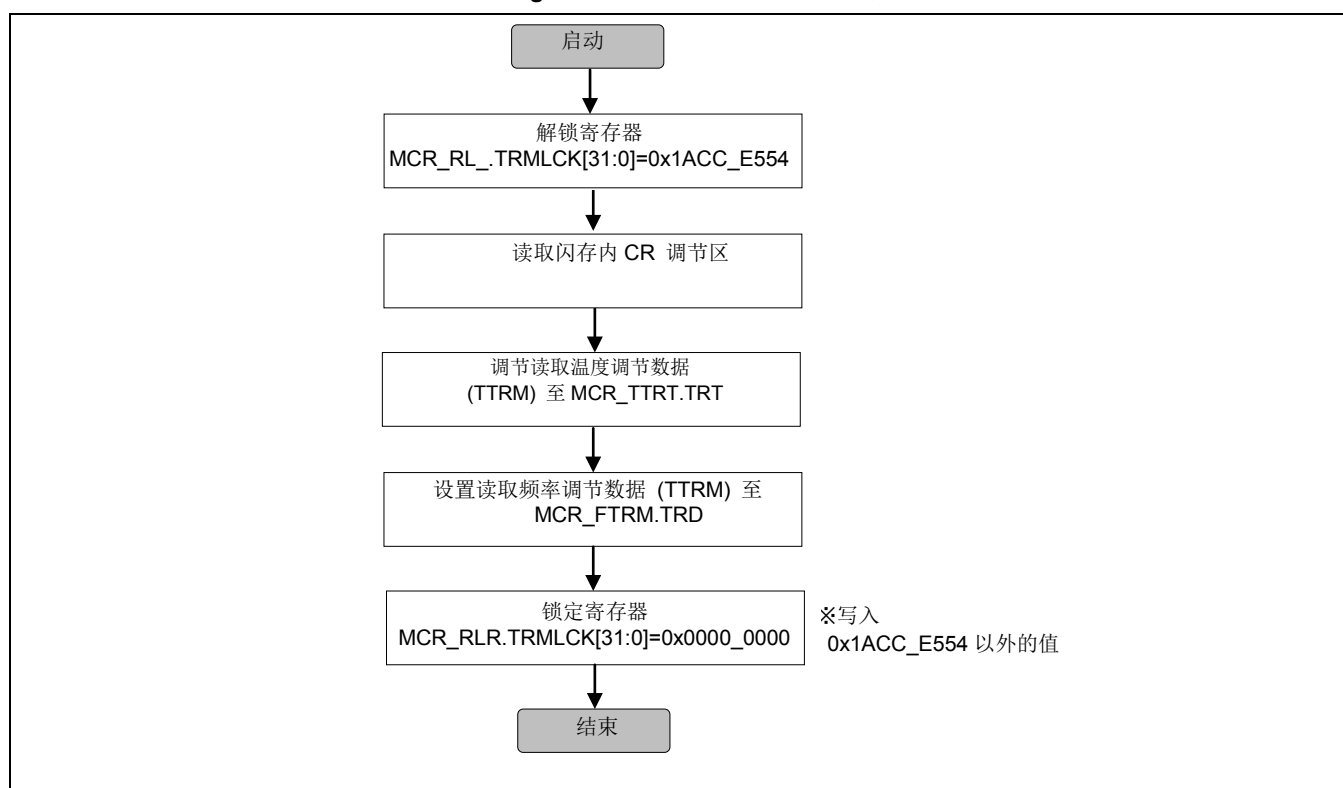 启动
解锁寄存器
MCR_RL_.TRMLCK[31:0]=0x1ACC_E554
读取闪存内 CR 调节区
调节读取温度调节数据
(TTRM) 至 MCR_TTRT.TRT
设置读取频率调节数据 (TTRM) 至
MCR_FTRM.TRD
锁定寄存器
MCR_RLR.TRMLCK[31:0]=0x0000_0000
※写入
0x1ACC_E554 以外的值
结束